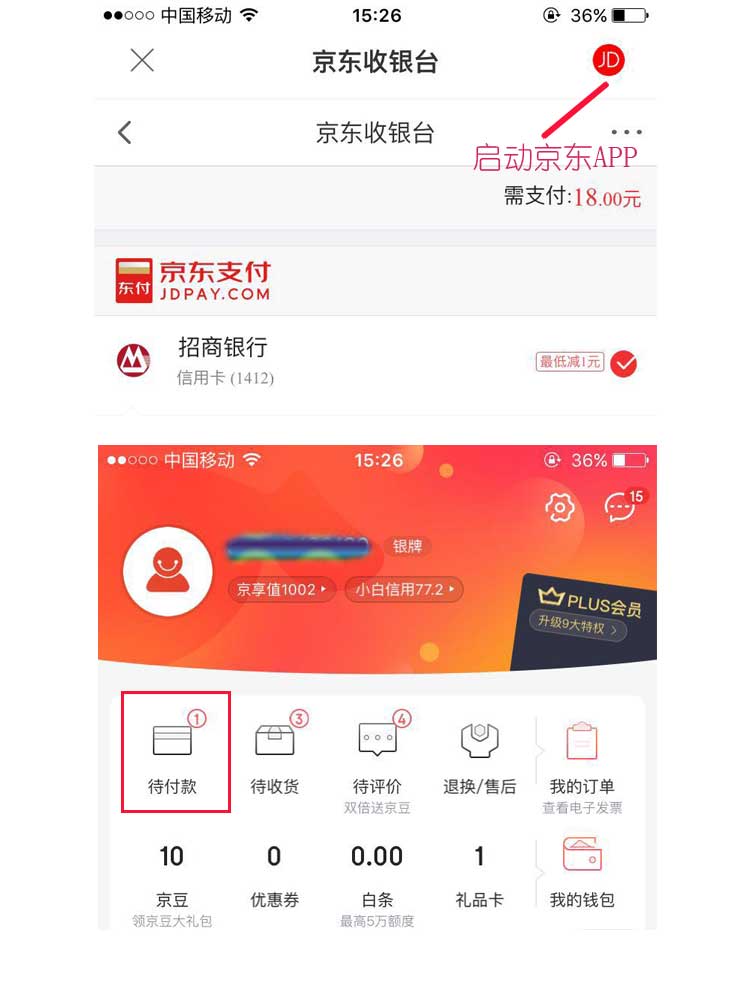 中国移动 15:26 36%
京东收银台 JD
京东收银台
启动京东APP
需支付:18.00元
东付 京东支付
JDPAY.COM
招商银行
信用卡 (1412)
最低减1元
中国移动 15:26 36%
15
银牌
京享值1002 小白信用77.2
PLUS会员
升级9大特权
1 3 4
待付款 待收货 待评价 退换/售后 我的订单
双倍送京豆 查看电子发票
10 0 0.00 1
京豆 优惠券 白条 礼品卡 我的钱包
领京豆大礼包 最高5万额度